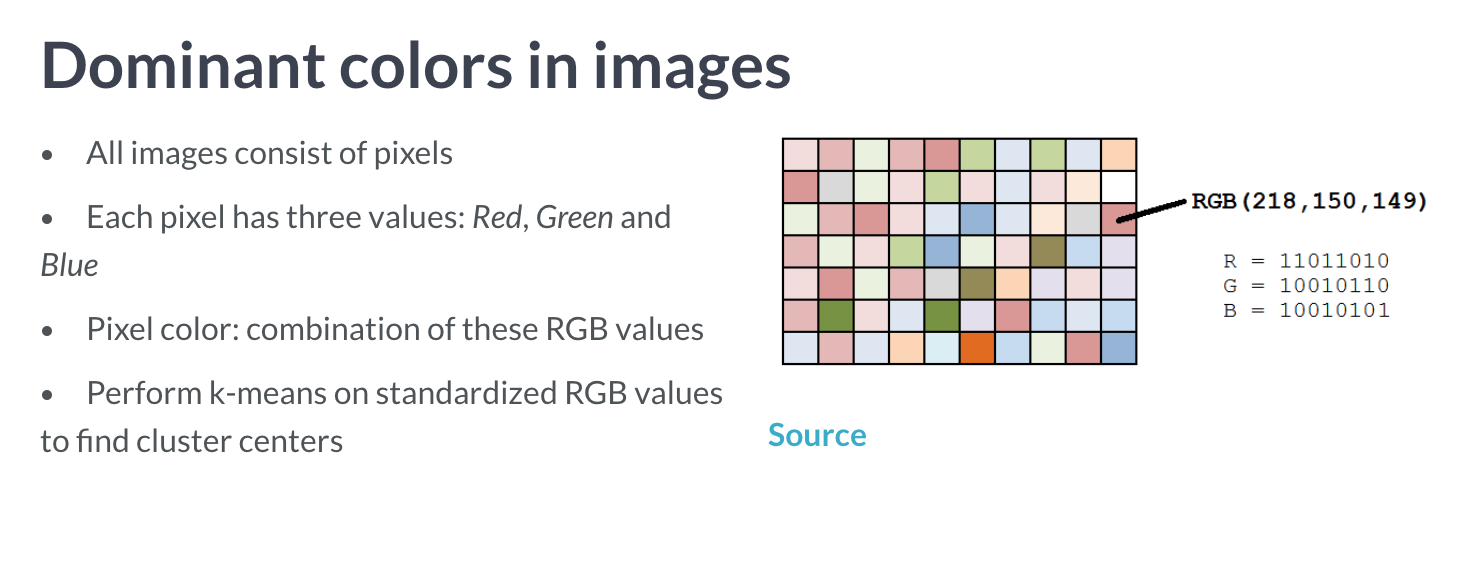 Dominant colors in images
• All images consist of pixels
• Each pixel has three values: Red, Green and
Blue
• Pixel color: combination of these RGB values
• Perform k-means on standardized RGB values
to find cluster centers
RGB(218,150,149)
R = 11011010
G = 10010110
B = 10010101
Source